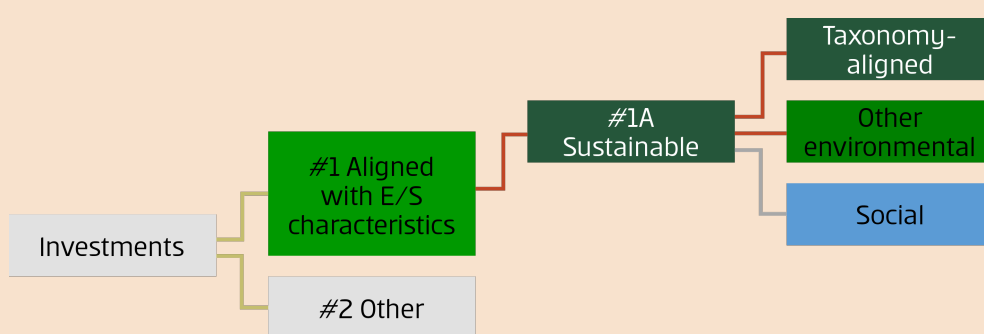 Taxonomy-
aligned
#1A
Sustainable
Other
environmental
#1 Aligned
with E/S
characteristics
Social
Investments
#2 Other